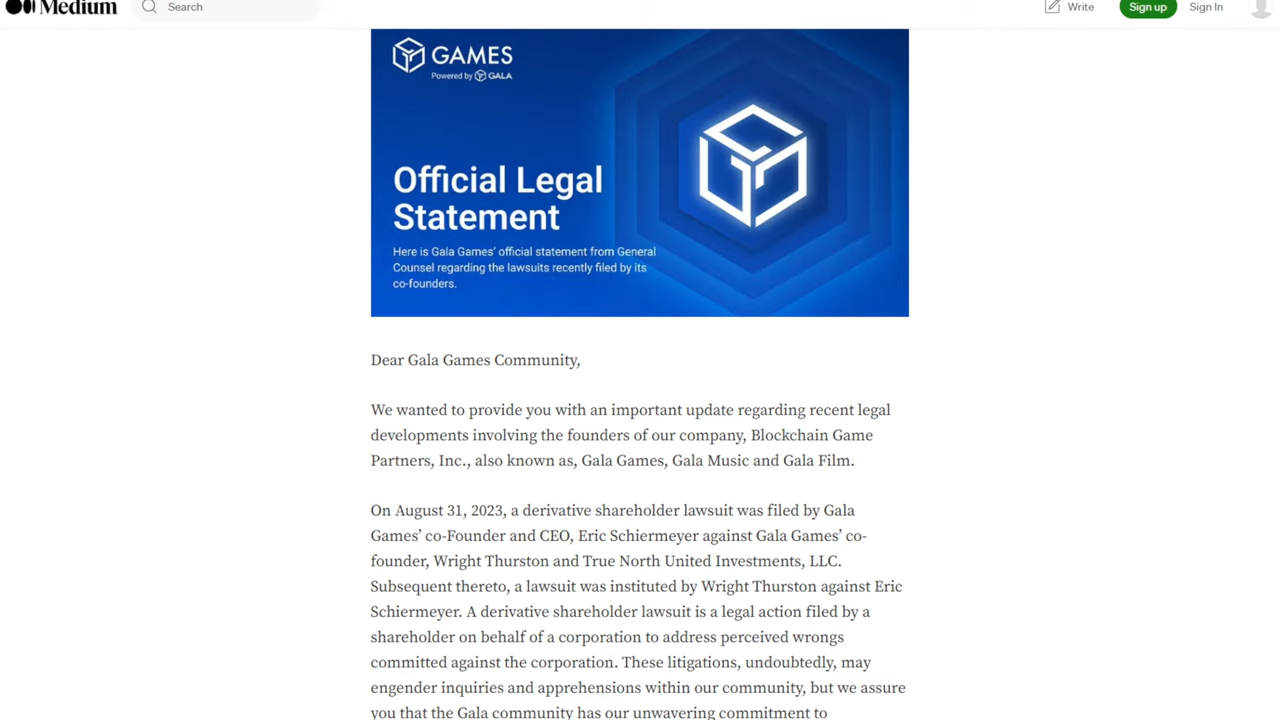 Medium
Search
Write
Sign up
Sign In
GAMES
Powered by GALA
Official Legal
Statement
Here is Gala Games' official statement from General
Counsel regarding the lawsuits recently filed by its
co-founders.
Dear Gala Games Community,
We wanted to provide you with an important update regarding recent legal
developments involving the founders of our company, Blockchain Game
Partners, Inc., also known as, Gala Games, Gala Music and Gala Film.
On August 31, 2023, a derivative shareholder lawsuit was filed by Gala
Games’ co-Founder and CEO, Eric Schiermeyer against Gala Games’ co-
founder, Wright Thurston and True North United Investments, LLC.
Subsequent thereto, a lawsuit was instituted by Wright Thurston against Eric
Schiermeyer. A derivative shareholder lawsuit is a legal action filed by a
shareholder on behalf of a corporation to address perceived wrongs
committed against the corporation. These litigations, undoubtedly, may
engender inquiries and apprehensions within our community, but we assure
you that the Gala community has our unwavering commitment to